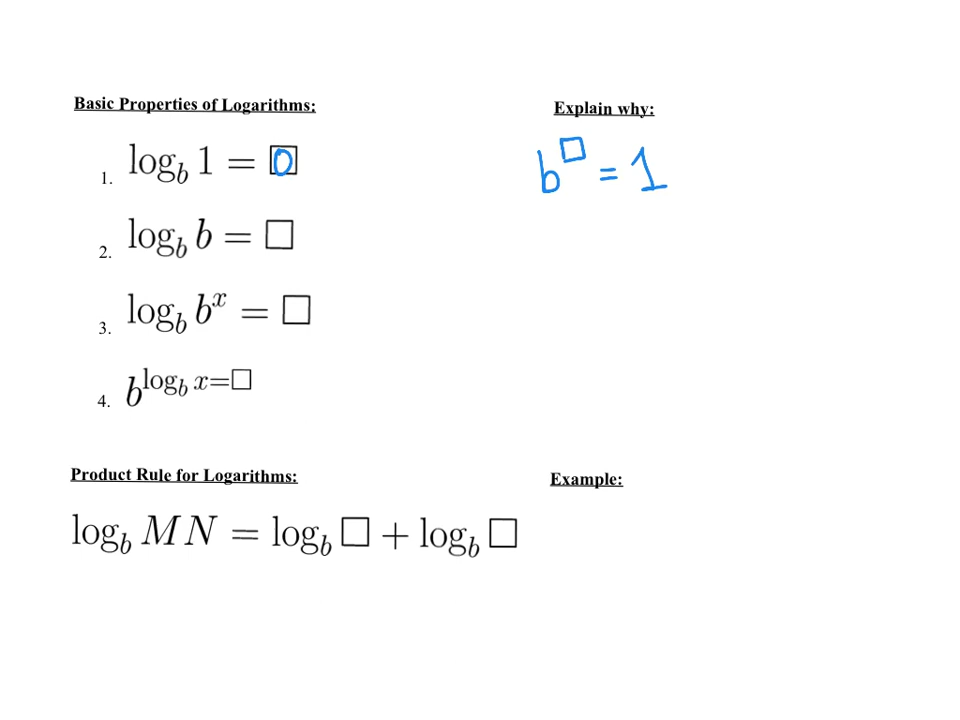 Basic Properties of Logarithms:
Explain why:
1. log_b 1 = 0
b^□ = 1
2. log_b b = □
3. log_b b^x = □
4. b^{log_b x=□}
Product Rule for Logarithms:
Example:
log_b MN = log_b □ + log_b □